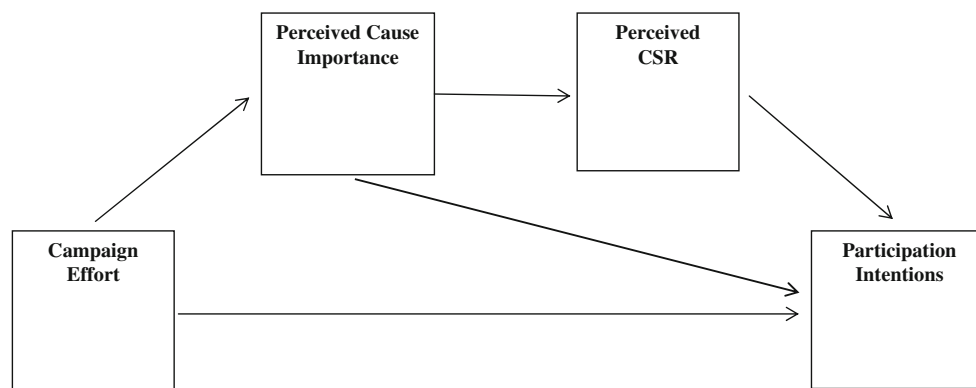 Perceived Cause
Importance
Perceived
CSR
Campaign
Effort
Participation
Intentions